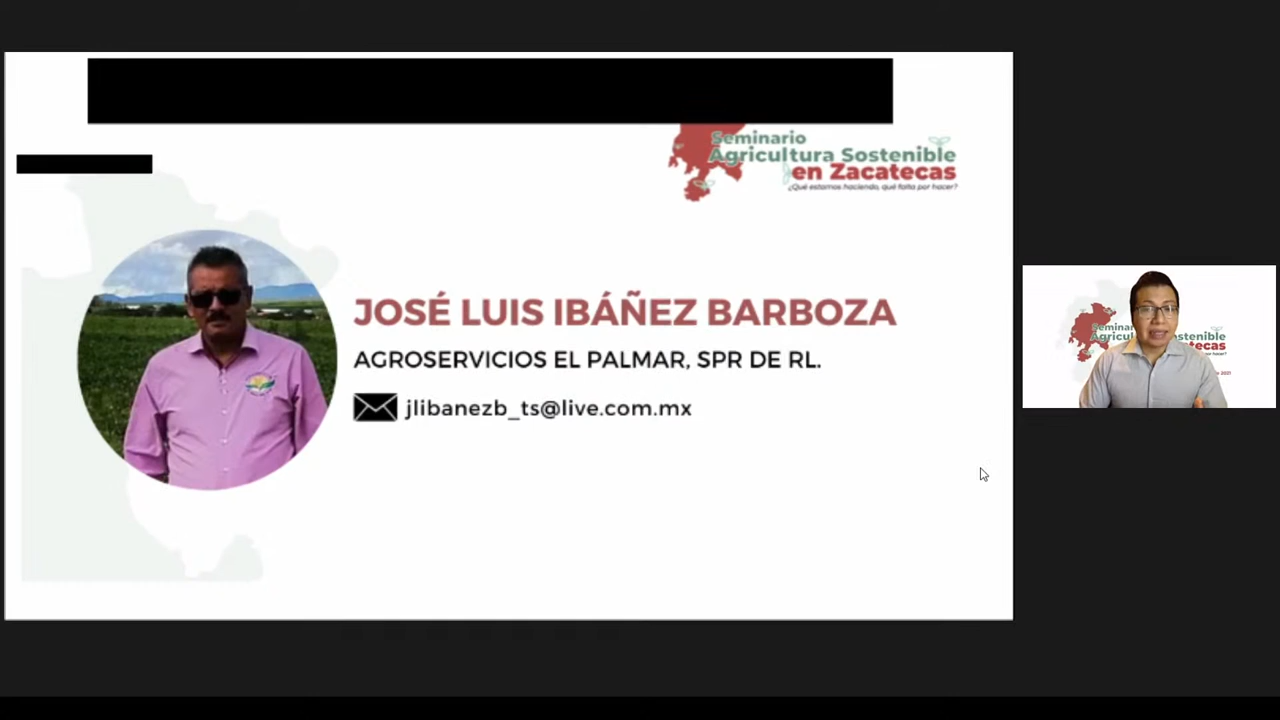 Seminario
Agricultura Sostenible
en Zacatecas
¿Qué estamos haciendo, qué falta por hacer?
JOSÉ LUIS IBÁÑEZ BARBOZA
AGROSERVICIOS EL PALMAR, SPR DE RL.
jlibanezb_ts@live.com.mx